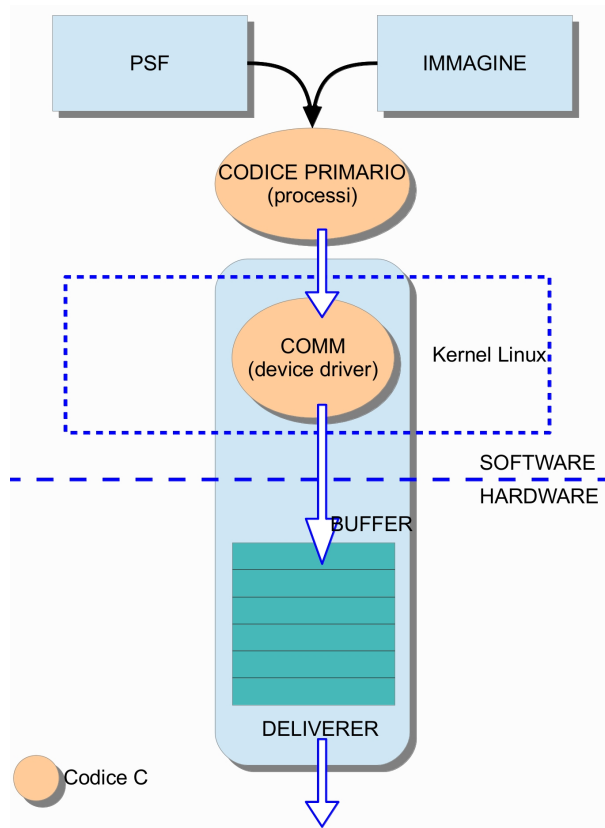 PSF
IMMAGINE
CODICE PRIMARIO
(processi)
COMM
(device driver)
Kernel Linux
SOFTWARE
HARDWARE
BUFFER
DELIVERER
Codice C